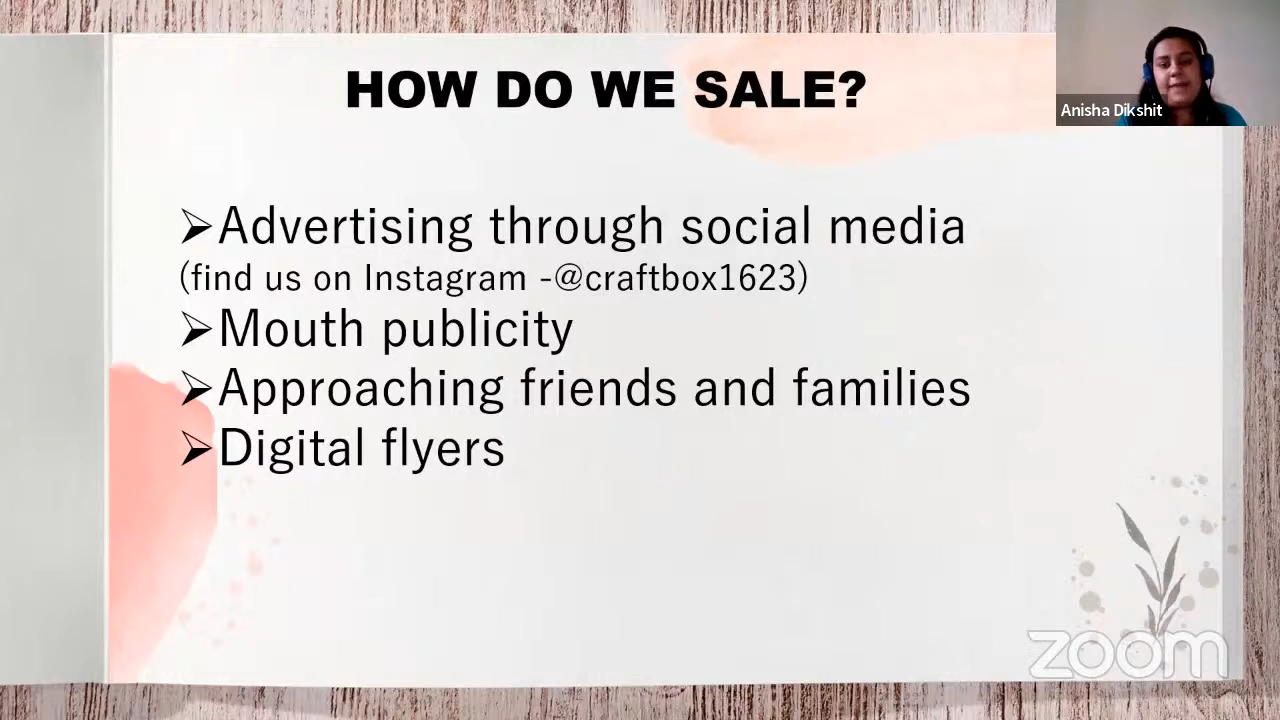 HOW DO WE SALE?
Anisha Dikshit
➢Advertising through social media
(find us on Instagram -@craftbox1623)
➢Mouth publicity
➢Approaching friends and families
➢Digital flyers
zoom